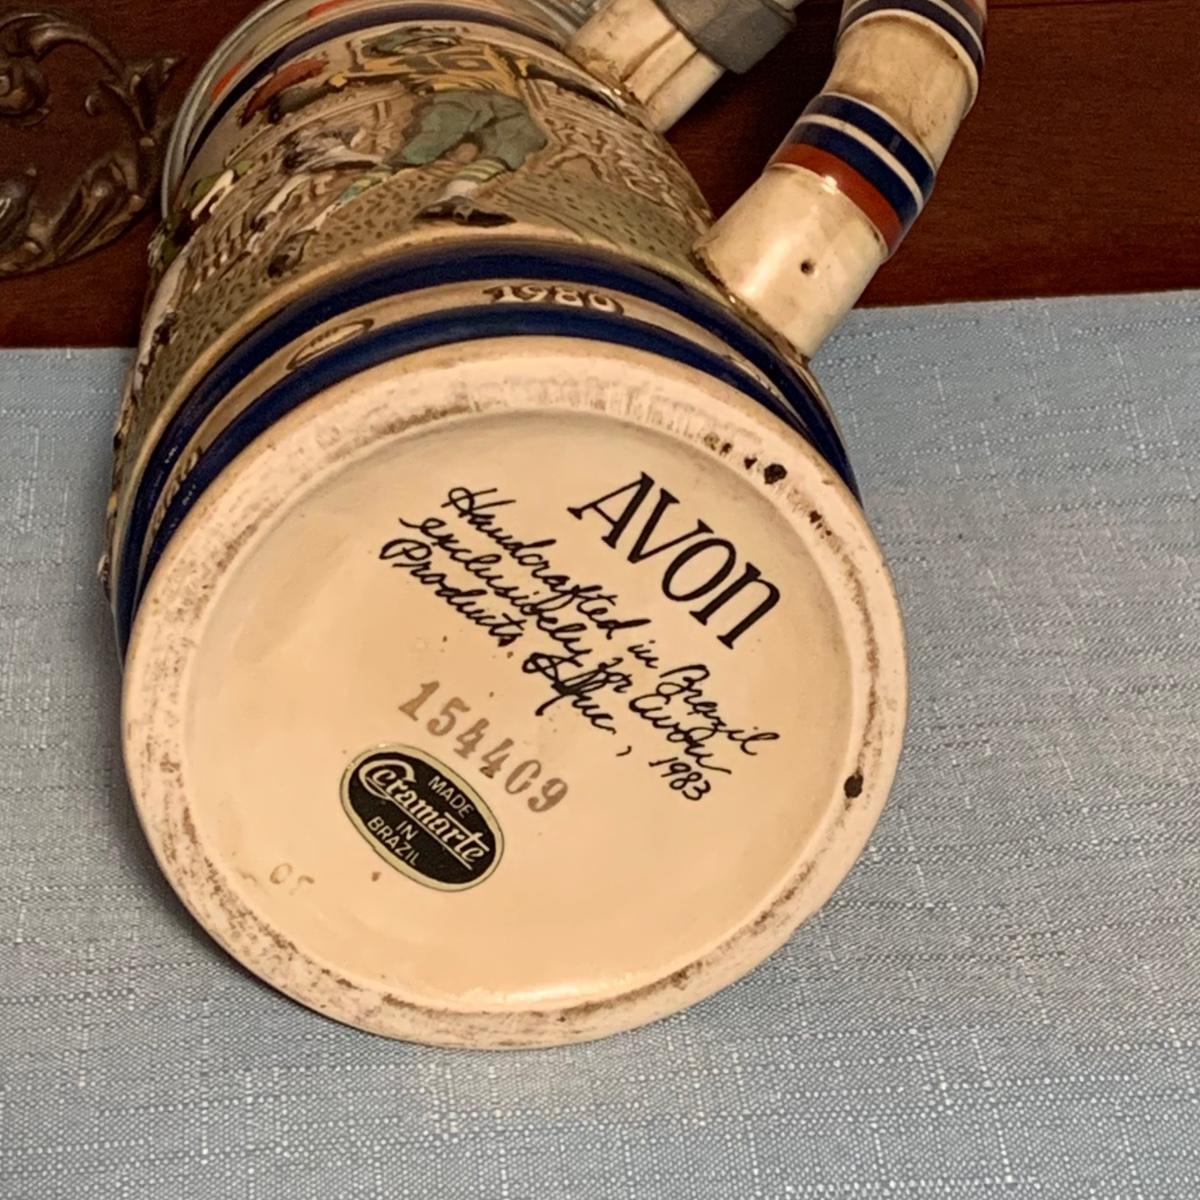 1980
AVON
Handcrafted in Brazil
exclusively for Avon
Products, Inc, 1983
154409
MADE
Ceramarte
IN
BRAZIL